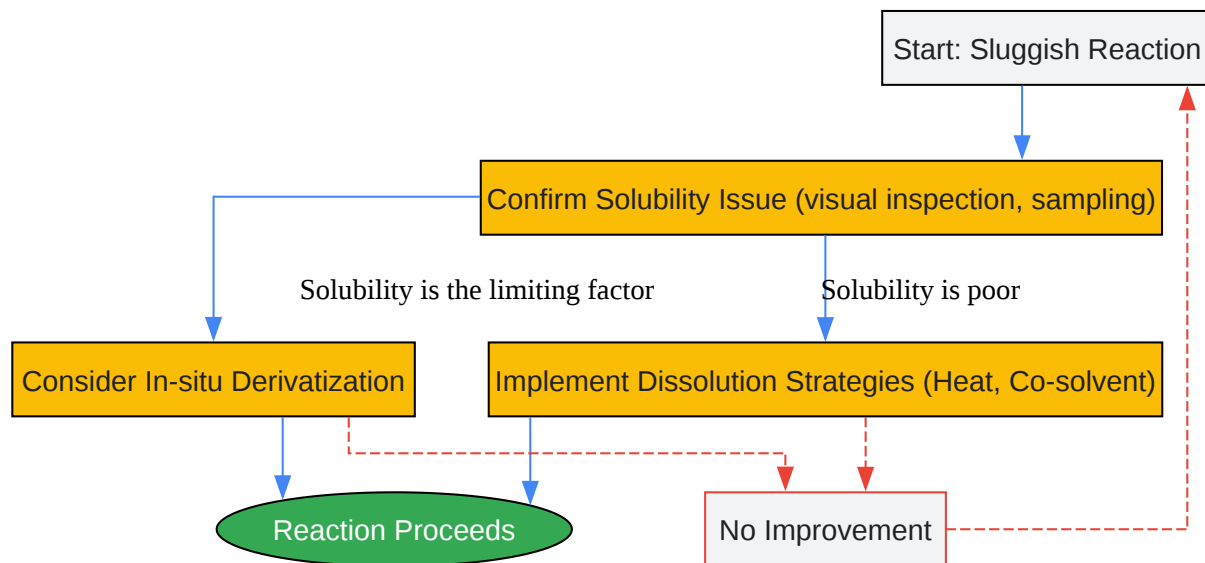 Start: Sluggish Reaction
Confirm Solubility Issue (visual inspection, sampling)
Solubility is the limiting factor
Solubility is poor
Consider In-situ Derivatization
Implement Dissolution Strategies (Heat, Co-solvent)
Reaction Proceeds
No Improvement